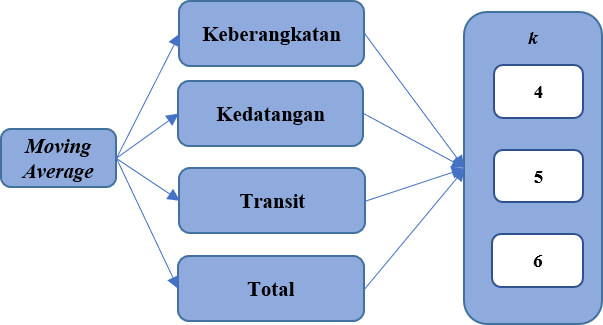 Moving
Average
Keberangkatan
Kedatangan
Transit
Total
k
4
5
6